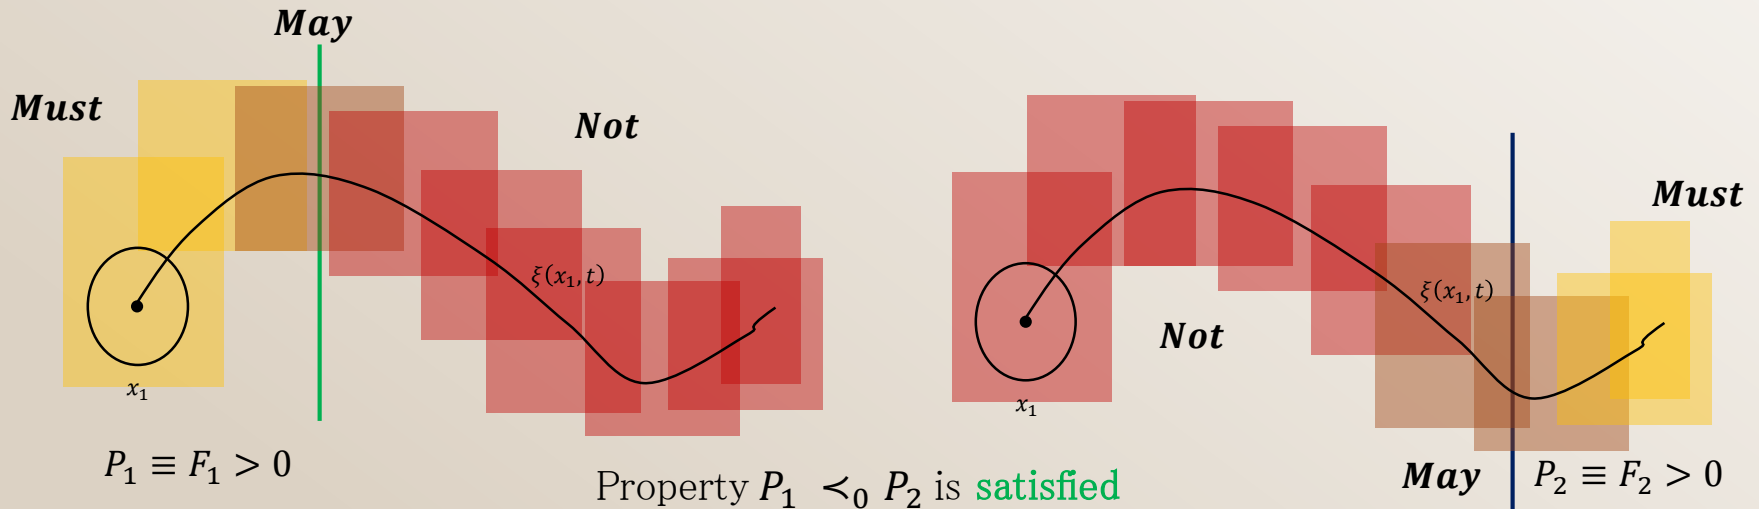 May
Must
Not
ξ(x₁, t)
x₁
P₁ ≡ F₁ > 0
Must
ξ(x₁, t)
Not
x₁
May
P₂ ≡ F₂ > 0
Property P₁ ≺₀ P₂ is satisfied